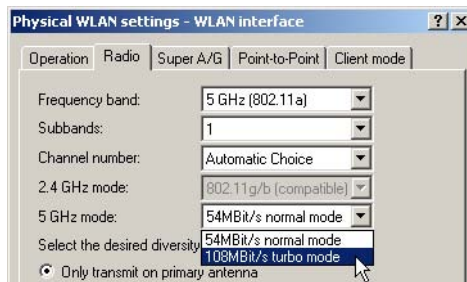 Physical WLAN settings - WLAN interface
Operation Radio Super A/G Point-to-Point Client mode
Frequency band: 5 GHz (802.11a)
Subbands: 1
Channel number: Automatic Choice
2.4 GHz mode: 802.11g/b (compatible)
5 GHz mode: 54MBit/s normal mode
Select the desired diversity 54MBit/s normal mode
108MBit/s turbo mode
Only transmit on primary antenna